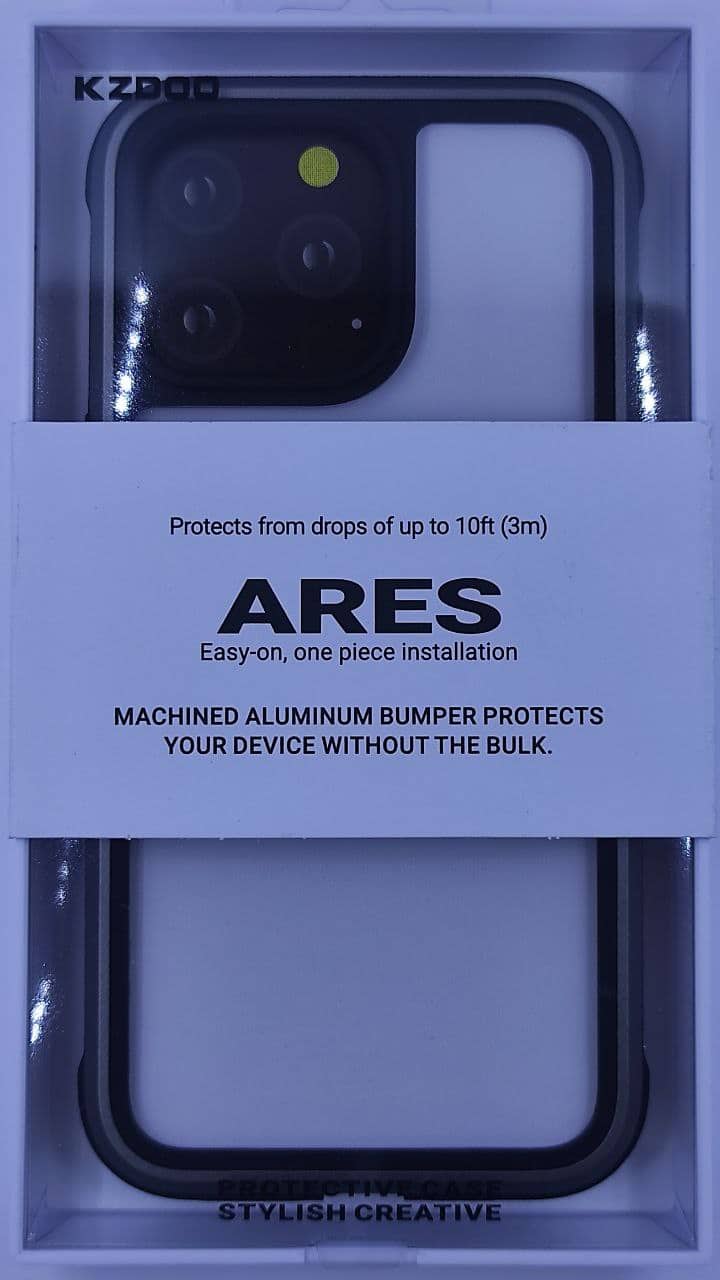 KZDOO
Protects from drops of up to 10ft (3m)
ARES
Easy-on, one piece installation
MACHINED ALUMINUM BUMPER PROTECTS
YOUR DEVICE WITHOUT THE BULK.
PROTECTIVE CASE
STYLISH CREATIVE